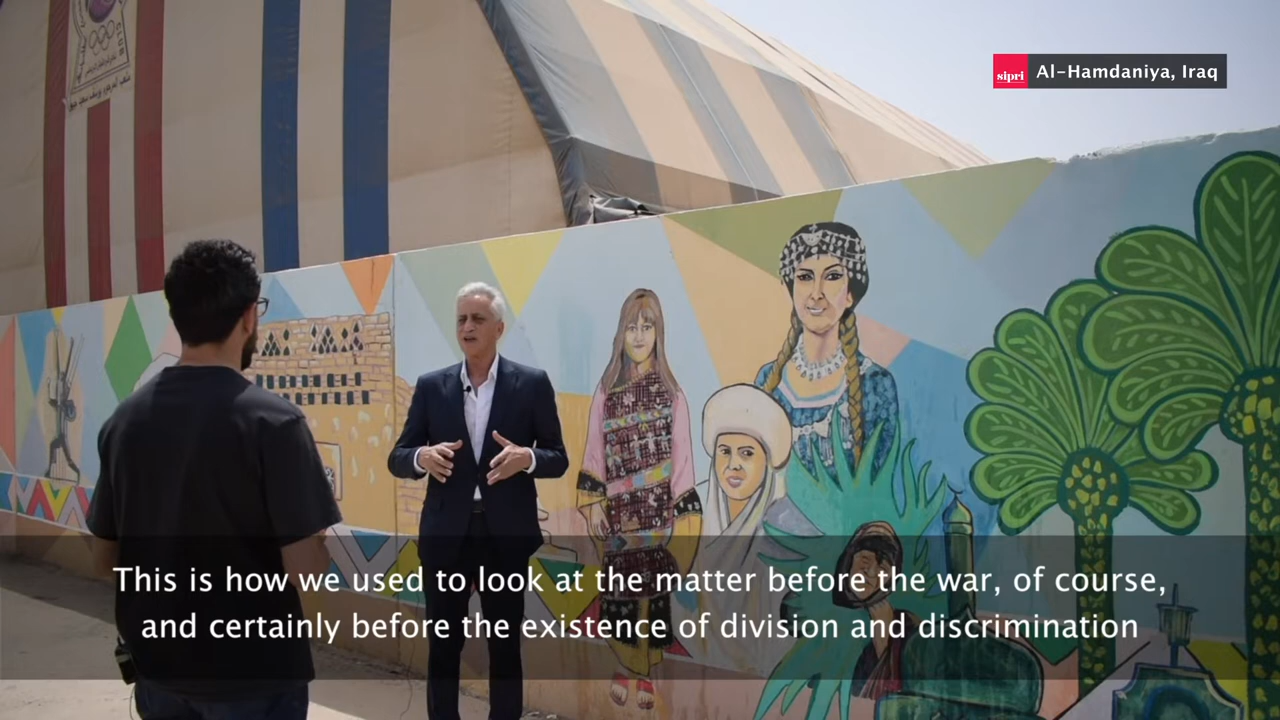 CLUB
sipri
Al-Hamdaniya, Iraq
This is how we used to look at the matter before the war, of course,
and certainly before the existence of division and discrimination